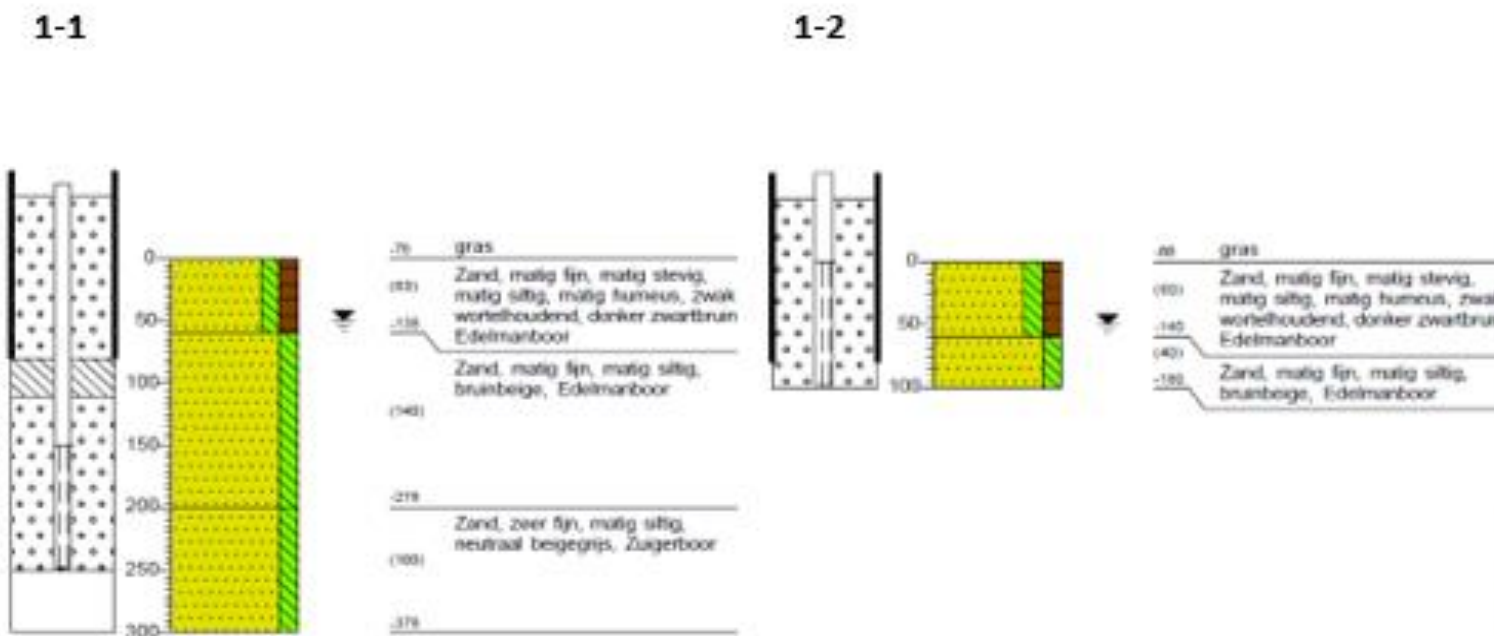 1-1
1-2
0
50
100
150
200
250
300
gras
Zand, matig fijn, matig stevig,
matig siltig, matig humeus, zwak
wortelhoudend, donker zwartbruin
Edelmanboor
Zand, matig fijn, matig siltig,
bruinbeige, Edelmanboor
Zand, zeer fijn, matig siltig,
neutraal beigegrijs, Zuigerboor
0
50
100
gras
Zand, matig fijn, matig stevig,
matig siltig, matig humeus,
wortelhoudend, donker
Edelmanboor
Zand, matig fijn, matig siltig,
bruinbeige, Edelmanboor